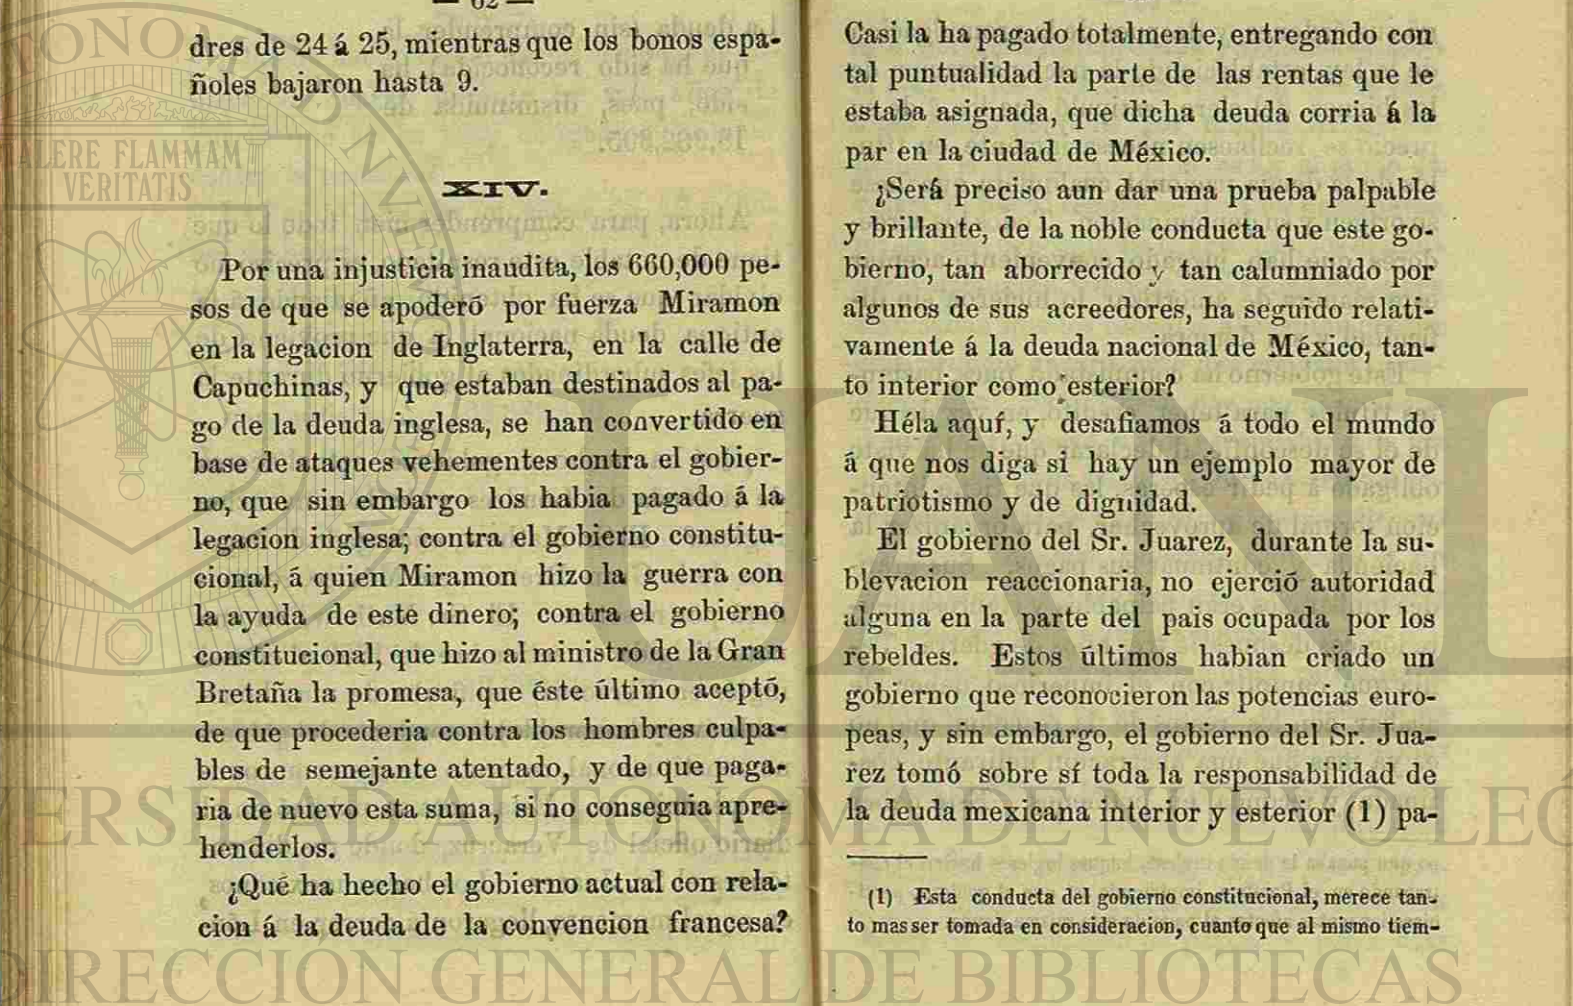 — 62 —
dres de 24 á 25, mientras que los bonos espa-
ñoles bajaron hasta 9.
XIV.
Por una injusticia inaudita, los 660,000 pe-
sos de que se apoderó por fuerza Miramon
en la legacion de Inglaterra, en la calle de
Capuchinas, y que estaban destinados al pa-
go de la deuda inglesa, se han convertido en
base de ataques vehementes contra el gobier-
no, que sin embargo los habia pagado á la
legacion inglesa; contra el gobierno constitu-
cional, á quien Miramon hizo la guerra con
la ayuda de este dinero; contra el gobierno
constitucional, que hizo al ministro de la Gran
Bretaña la promesa, que éste último aceptó,
de que procederia contra los hombres culpa-
bles de semejante atentado, y de que paga-
ria de nuevo esta suma, si no conseguia apre-
henderlos.
¿Qué ha hecho el gobierno actual con rela-
cion á la deuda de la convencion francesa?
Casi la ha pagado totalmente, entregando con
tal puntualidad la parte de las rentas que le
estaba asignada, que dicha deuda corria á la
par en la ciudad de México.
¿Será preciso aun dar una prueba palpable
y brillante, de la noble conducta que este go-
bierno, tan aborrecido y tan calumniado por
algunos de sus acreedores, ha seguido relati-
vamente á la deuda nacional de México, tan-
to interior como esterior?
Héla aquí, y desafiamos á todo el mundo
á que nos diga si hay un ejemplo mayor de
patriotismo y de dignidad.
El gobierno del Sr. Juarez, durante la su-
blevacion reaccionaria, no ejerció autoridad
alguna en la parte del pais ocupada por los
rebeldes. Estos últimos habian criado un
gobierno que reconocieron las potencias euro-
peas, y sin embargo, el gobierno del Sr. Jua-
rez tomó sobre sí toda la responsabilidad de
la deuda mexicana interior y esterior (1) pa-
(1) Esta conducta del gobierno constitucional, merece tan-
to mas ser tomada en consideracion, cuanto que al mismo tiem-
ALERE FLAMMAM
VERITATIS
UANL
VERSIDAD AUTÓNOMA DE NUEVO LEÓ
DIRECCIÓN GENERAL DE BIBLIOTECAS